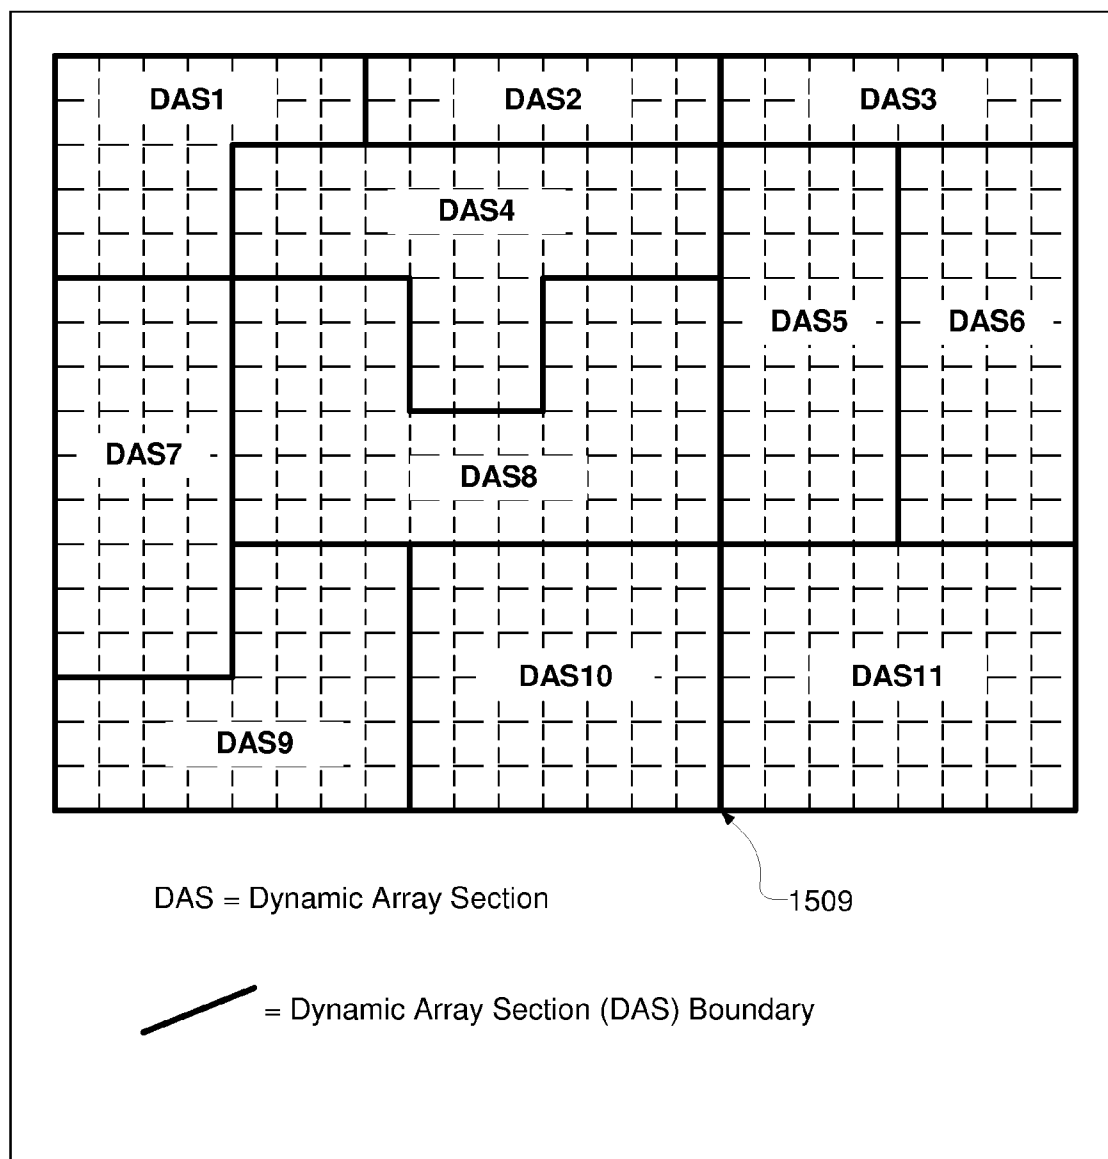 DAS1
DAS2
DAS3
DAS4
DAS5
DAS6
DAS7
DAS8
DAS10
DAS11
DAS9
DAS = Dynamic Array Section
1509
= Dynamic Array Section (DAS) Boundary